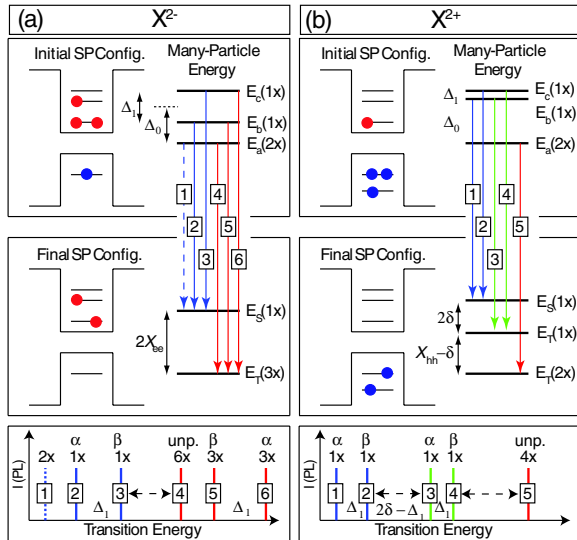 (a) X2-
Initial SP Config.
Many-Particle
Energy
Ec(1x)
Δ1
Δ0
Eb(1x)
Ea(2x)
1
4
2
5
3
6
Final SP Config.
ES(1x)
2Xee
ET(3x)
I (PL)
α β unp. β α
2x 1x 1x 6x 3x 3x
1 2 3 4 5 6
Δ1 Δ1
Transition Energy
(b) X2+
Initial SP Config.
Many-Particle
Energy
Ec(1x)
Δ1
Eb(1x)
Δ0
Ea(2x)
1
4
2
5
3
Final SP Config.
ES(1x)
2δ
ET(1x)
Xhh–δ
ET(2x)
I (PL)
α β α β unp.
1x 1x 1x 1x 4x
1 2 3 4 5
Δ1 2δ–Δ1 Δ1
Transition Energy